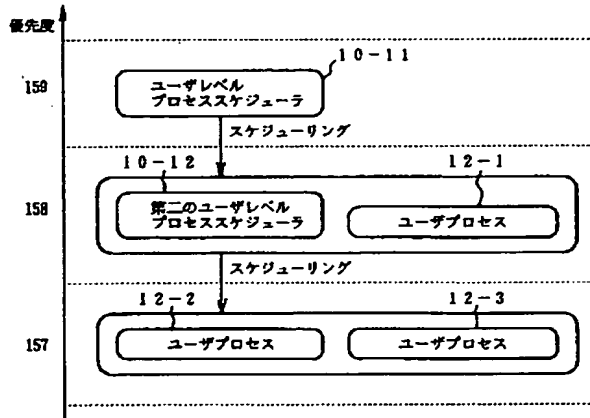 優先度
10-11
159
ユーザレベル
プロセススケジューラ
スケジューリング
10-12
12-1
158
第二のユーザレベル
プロセススケジューラ
ユーザプロセス
スケジューリング
12-2
12-3
157
ユーザプロセス
ユーザプロセス